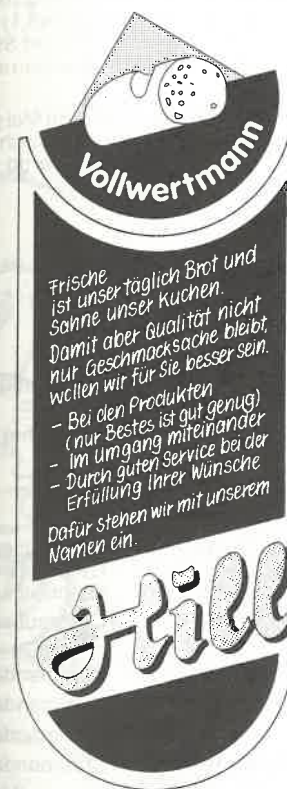 Vollwertmann
Frische
ist unser täglich Brot und
Sahne unser Kuchen.
Damit aber Qualität nicht
nur Geschmacksache bleibt,
wollen wir für Sie besser sein.
- Bei den Produkten
(nur Bestes ist gut genug)
- Im Umgang miteinander
- Durch guten Service bei der
Erfüllung Ihrer Wünsche
Dafür stehen wir mit unserem
Namen ein.
Hill